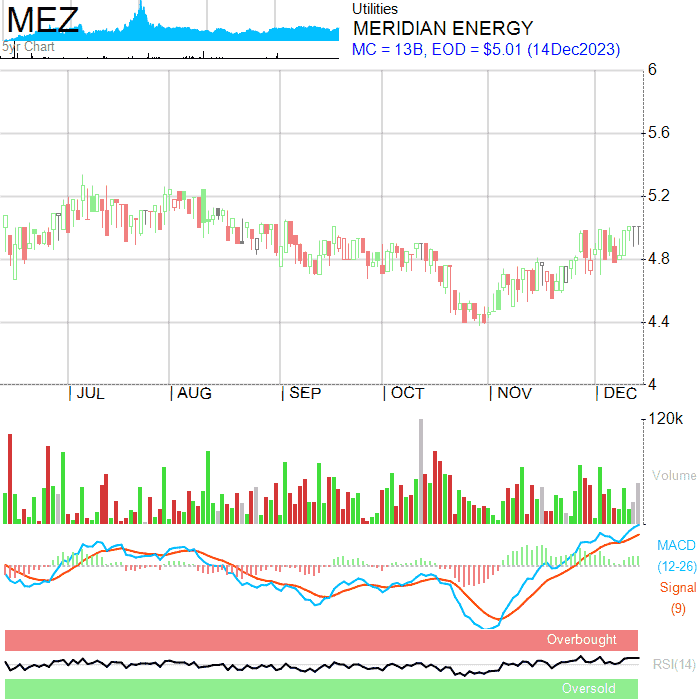 MEZ
5yr Chart
Utilities
MERIDIAN ENERGY
MC = 13B, EOD = $5.01 (14Dec2023)
6
5.6
5.2
4.8
4.4
4
JUL
AUG
SEP
OCT
NOV
DEC
120k
Volume
MACD
(12-26)
Signal
(9)
Overbought
RSI(14)
Oversold